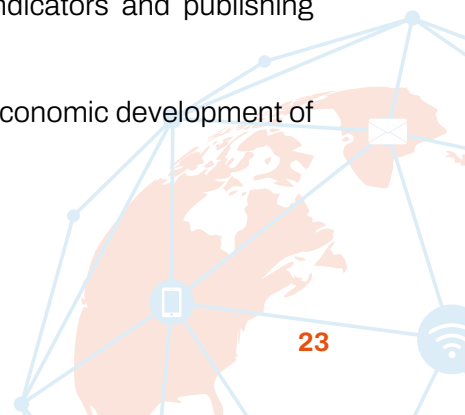 ndicators and publishing
conomic development of
23